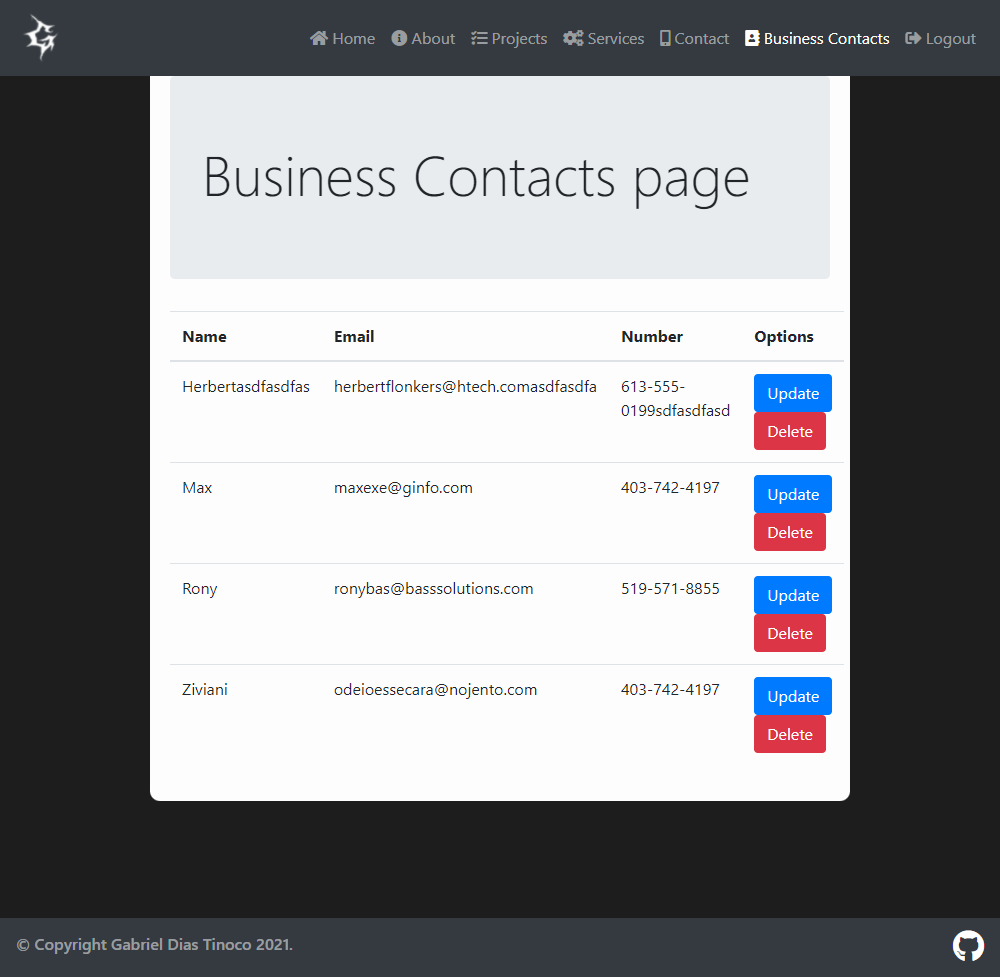 Home About Projects Services Contact Business Contacts Logout
Business Contacts page
Name Email Number Options
Herbertasdfasdfas herbertflonkers@htech.comasdfasdfa 613-555-
0199sdfasdfasd
Update
Delete
Max maxexe@ginfo.com 403-742-4197 Update
Delete
Rony ronybas@basssolutions.com 519-571-8855 Update
Delete
Ziviani odeioessecara@nojento.com 403-742-4197 Update
Delete
© Copyright Gabriel Dias Tinoco 2021.